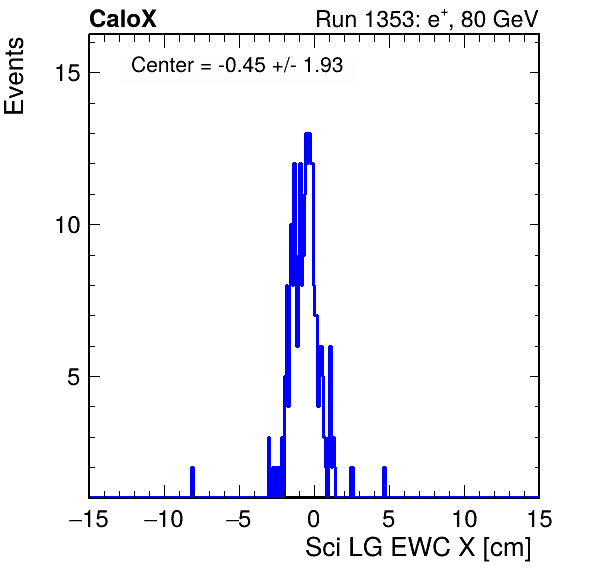 CaloX Run 1353: e⁺, 80 GeV
Center = -0.45 +/- 1.93
Events
15
10
5
−15 −10 −5 0 5 10 15
Sci LG EWC X [cm]